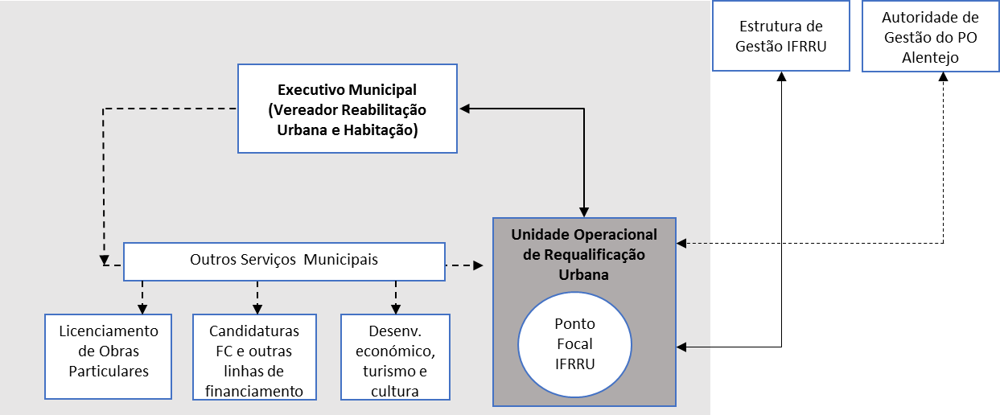 Estrutura de
Gestão IFRRU
Autoridade de
Gestão do PO
Alentejo
Executivo Municipal
(Vereador Reabilitação
Urbana e Habitação)
Unidade Operacional
de Requalificação
Urbana
Ponto
Focal
IFRRU
Outros Serviços Municipais
Licenciamento
de Obras
Particulares
Candidaturas
FC e outras
linhas de
financiamento
Desenv.
económico,
turismo e
cultura